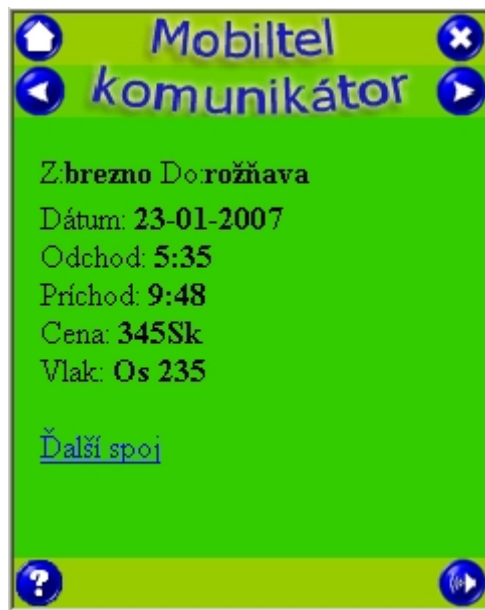 Mobiltel
komunikátor
Z:brezno Do:rožňava
Dátum: 23-01-2007
Odchod: 5:35
Príchod: 9:48
Cena: 345Sk
Vlak: Os 235
Ďalší spoj
?